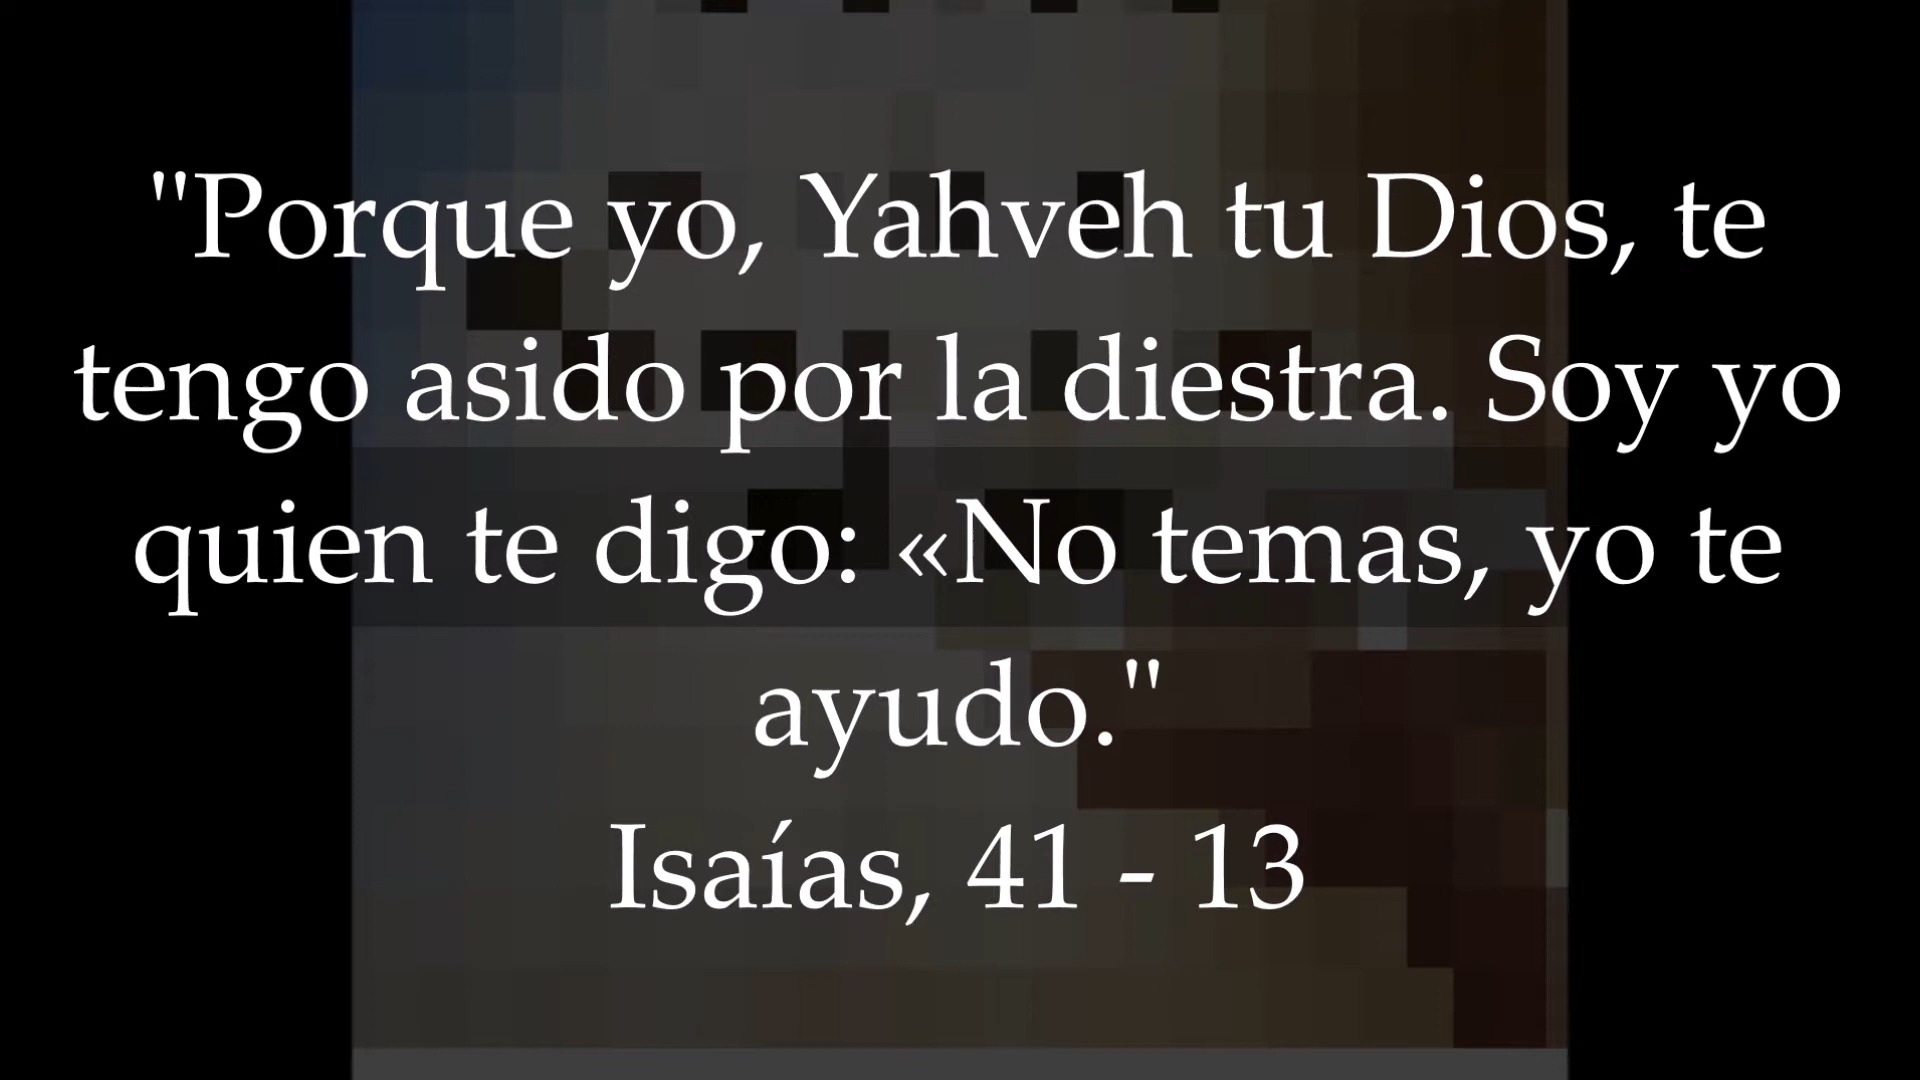 "Porque yo, Yahveh tu Dios, te
tengo asido por la diestra. Soy yo
quien te digo: «No temas, yo te
ayudo."
Isaías, 41 - 13